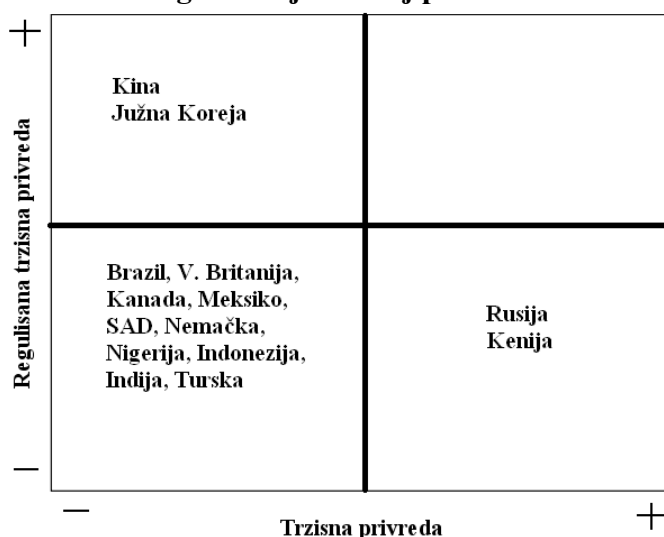 +
Kina
Južna Koreja
Regulisana trzisna privreda
Brazil, V. Britanija,
Kanada, Meksiko,
SAD, Nemačka,
Nigerija, Indonezija,
Indija, Turska
Rusija
Kenija
−
−
+
Trzisna privreda